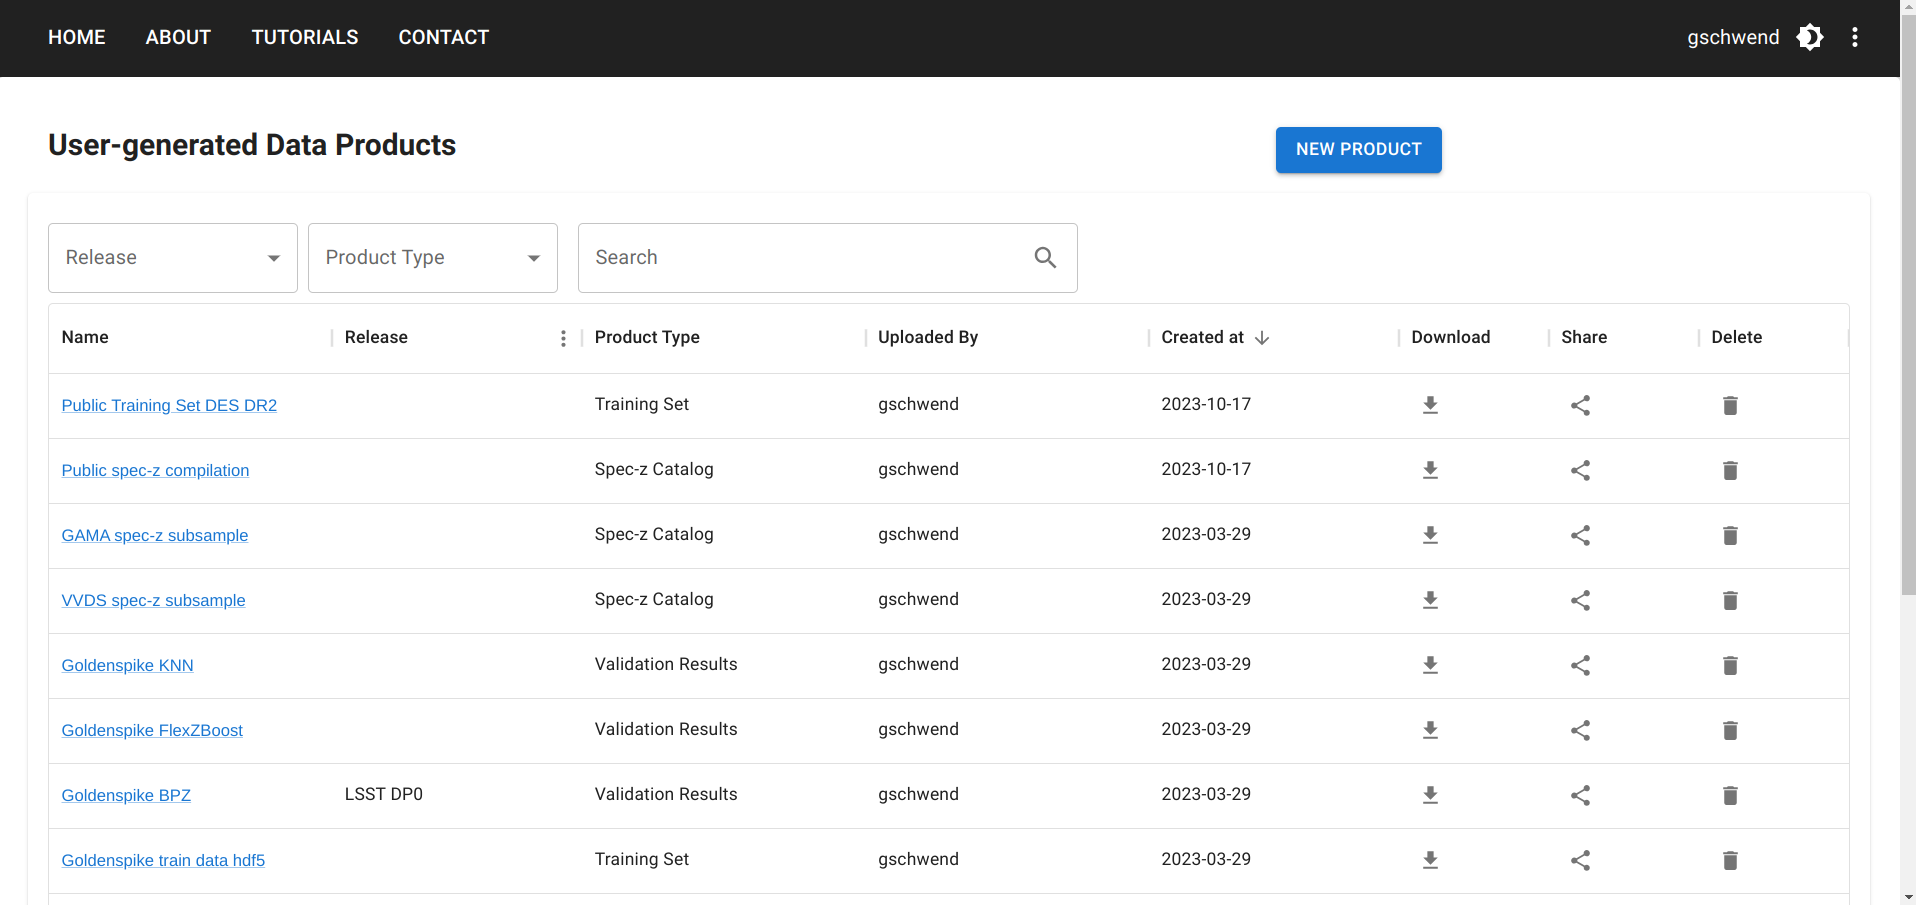 HOME ABOUT TUTORIALS CONTACT gschwend
User-generated Data Products NEW PRODUCT
Release Product Type Search
Name Release Product Type Uploaded By Created at Download Share Delete
Public Training Set DES DR2 Training Set gschwend 2023-10-17
Public spec-z compilation Spec-z Catalog gschwend 2023-10-17
GAMA spec-z subsample Spec-z Catalog gschwend 2023-03-29
VVDS spec-z subsample Spec-z Catalog gschwend 2023-03-29
Goldenspike KNN Validation Results gschwend 2023-03-29
Goldenspike FlexZBoost Validation Results gschwend 2023-03-29
Goldenspike BPZ LSST DP0 Validation Results gschwend 2023-03-29
Goldenspike train data hdf5 Training Set gschwend 2023-03-29